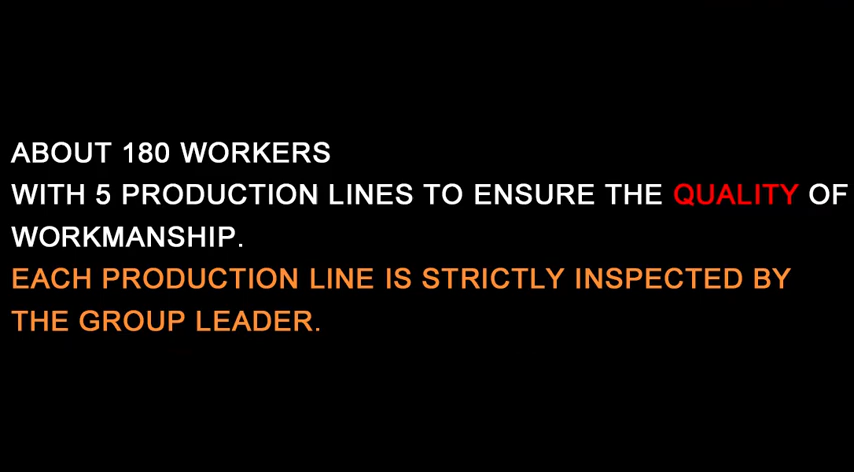 ABOUT 180 WORKERS
WITH 5 PRODUCTION LINES TO ENSURE THE QUALITY OF
WORKMANSHIP.
EACH PRODUCTION LINE IS STRICTLY INSPECTED BY
THE GROUP LEADER.